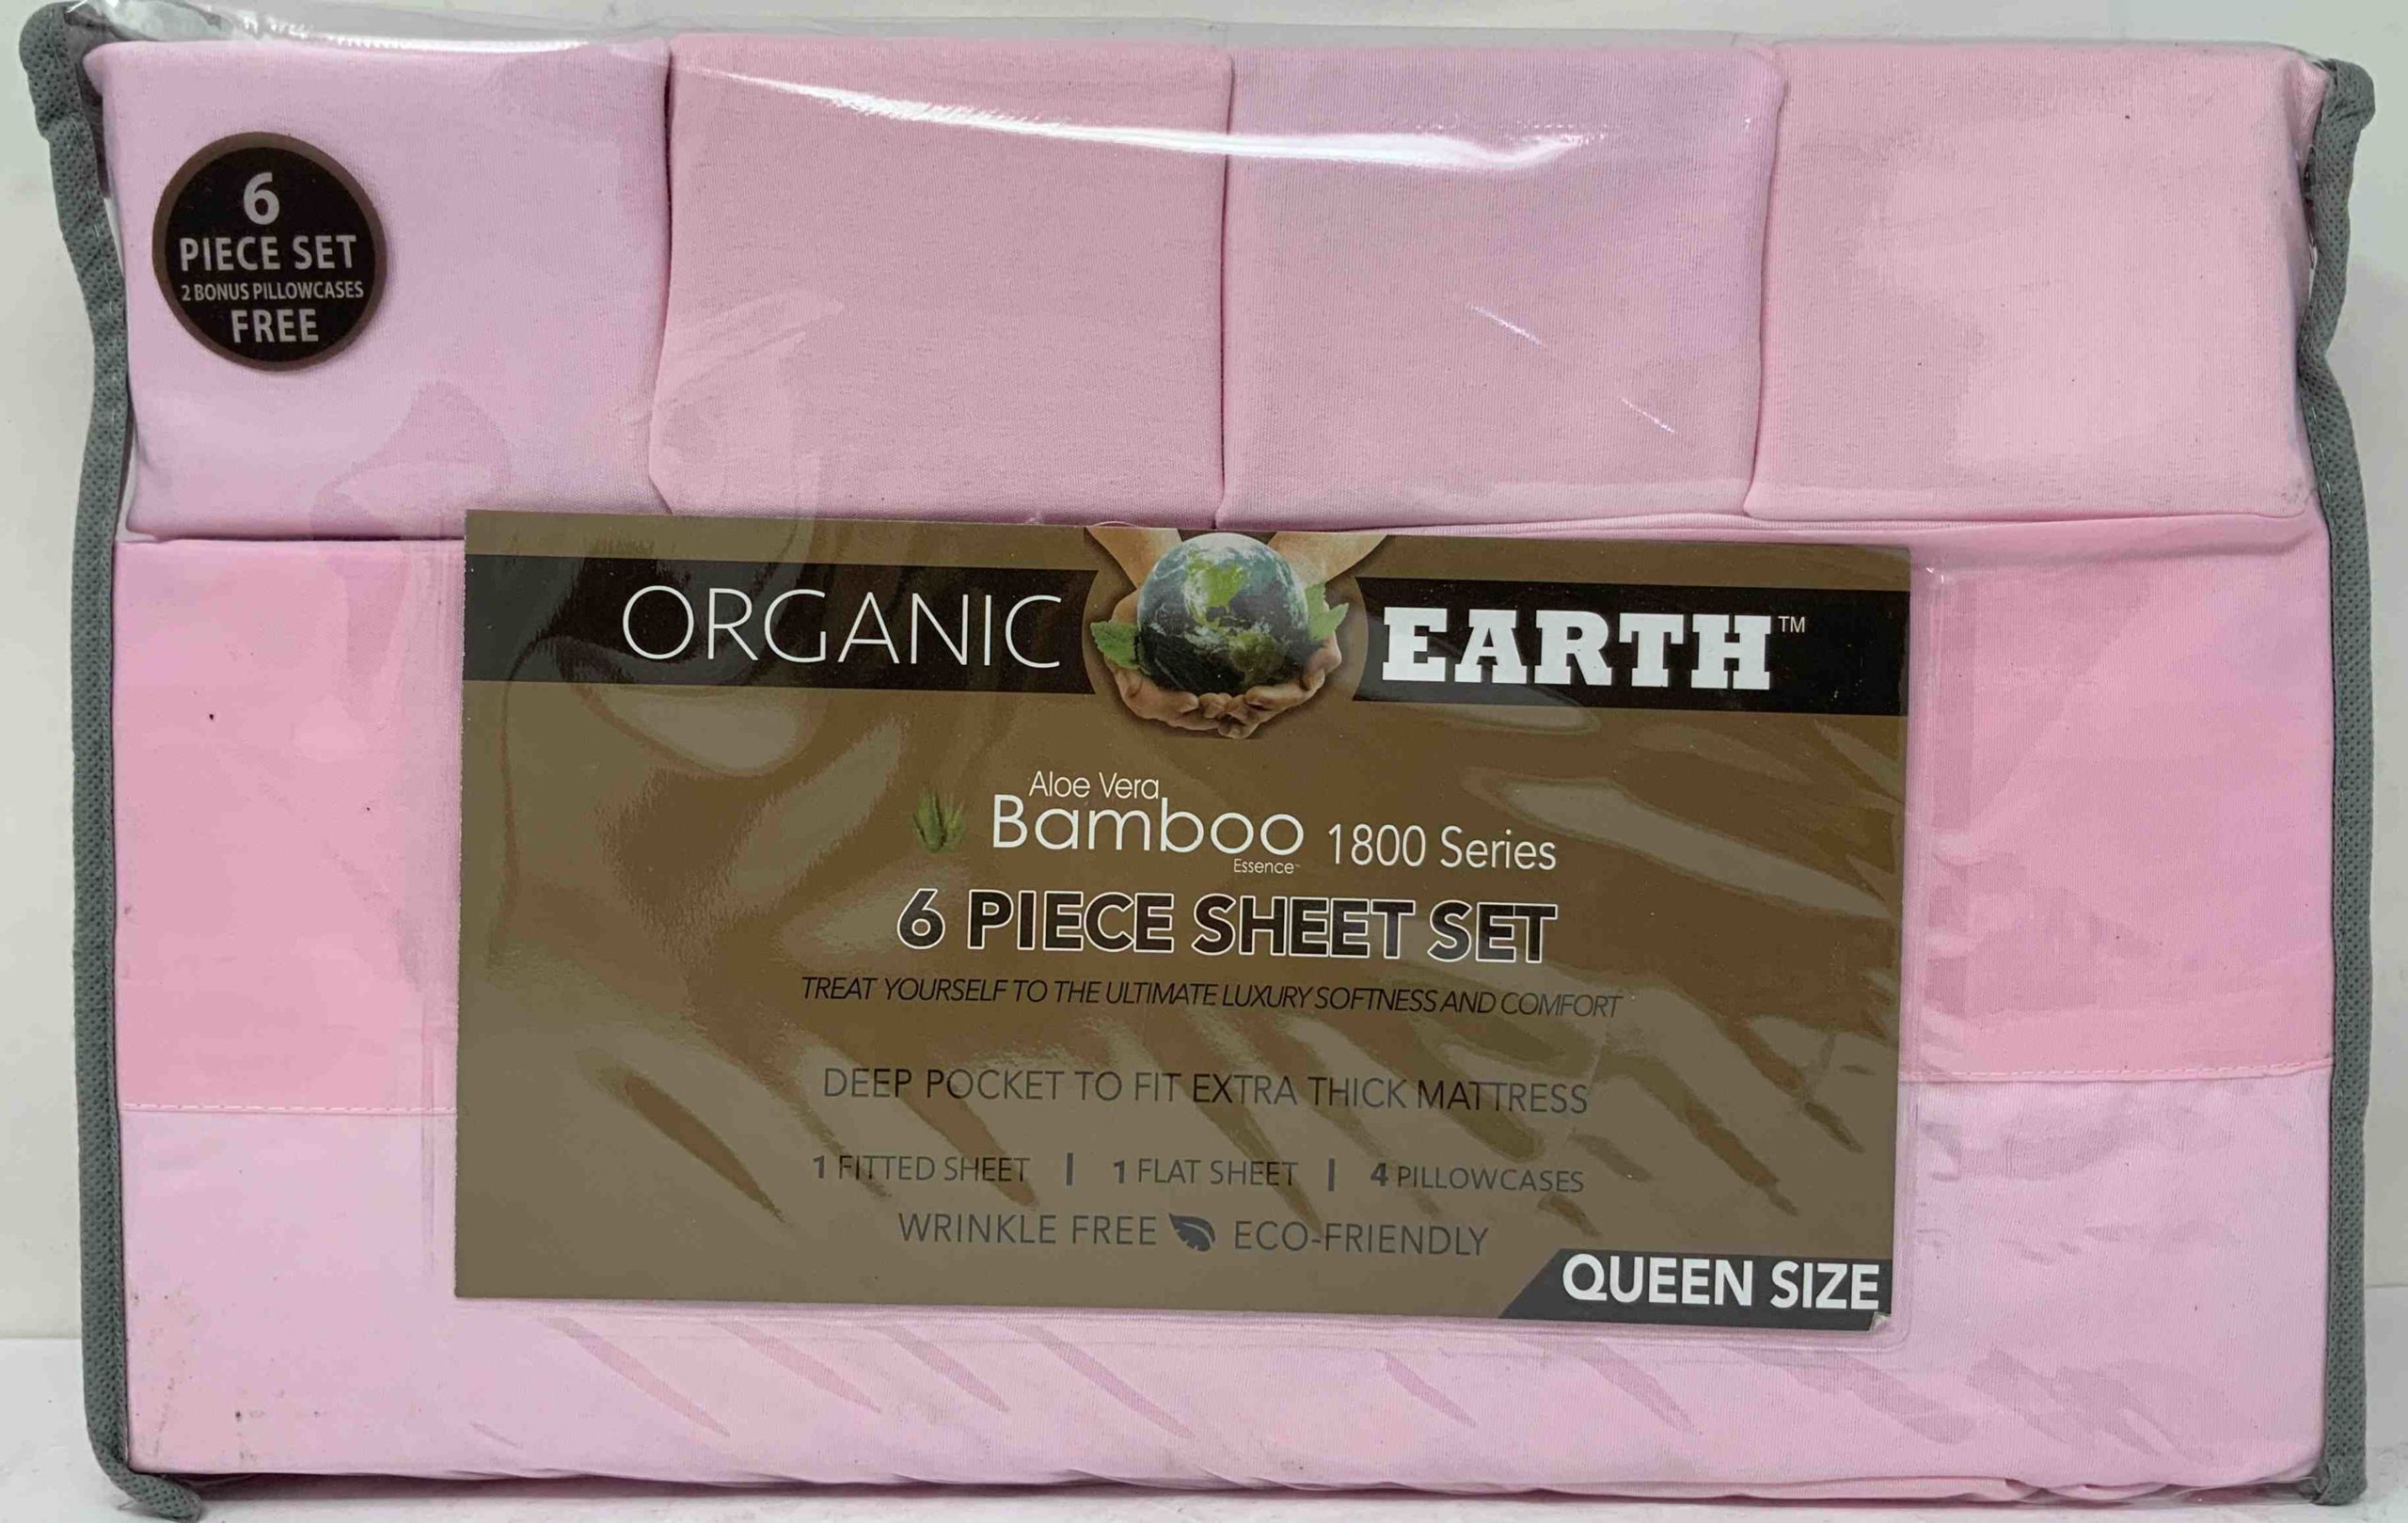 6
PIECE SET
2 BONUS PILLOWCASES
FREE
ORGANIC EARTH™
Aloe Vera
Bamboo 1800 Series
Essence™
6 PIECE SHEET SET
TREAT YOURSELF TO THE ULTIMATE LUXURY SOFTNESS AND COMFORT
DEEP POCKET TO FIT EXTRA THICK MATTRESS
1 FITTED SHEET | 1 FLAT SHEET | 4 PILLOWCASES
WRINKLE FREE ECO-FRIENDLY
QUEEN SIZE